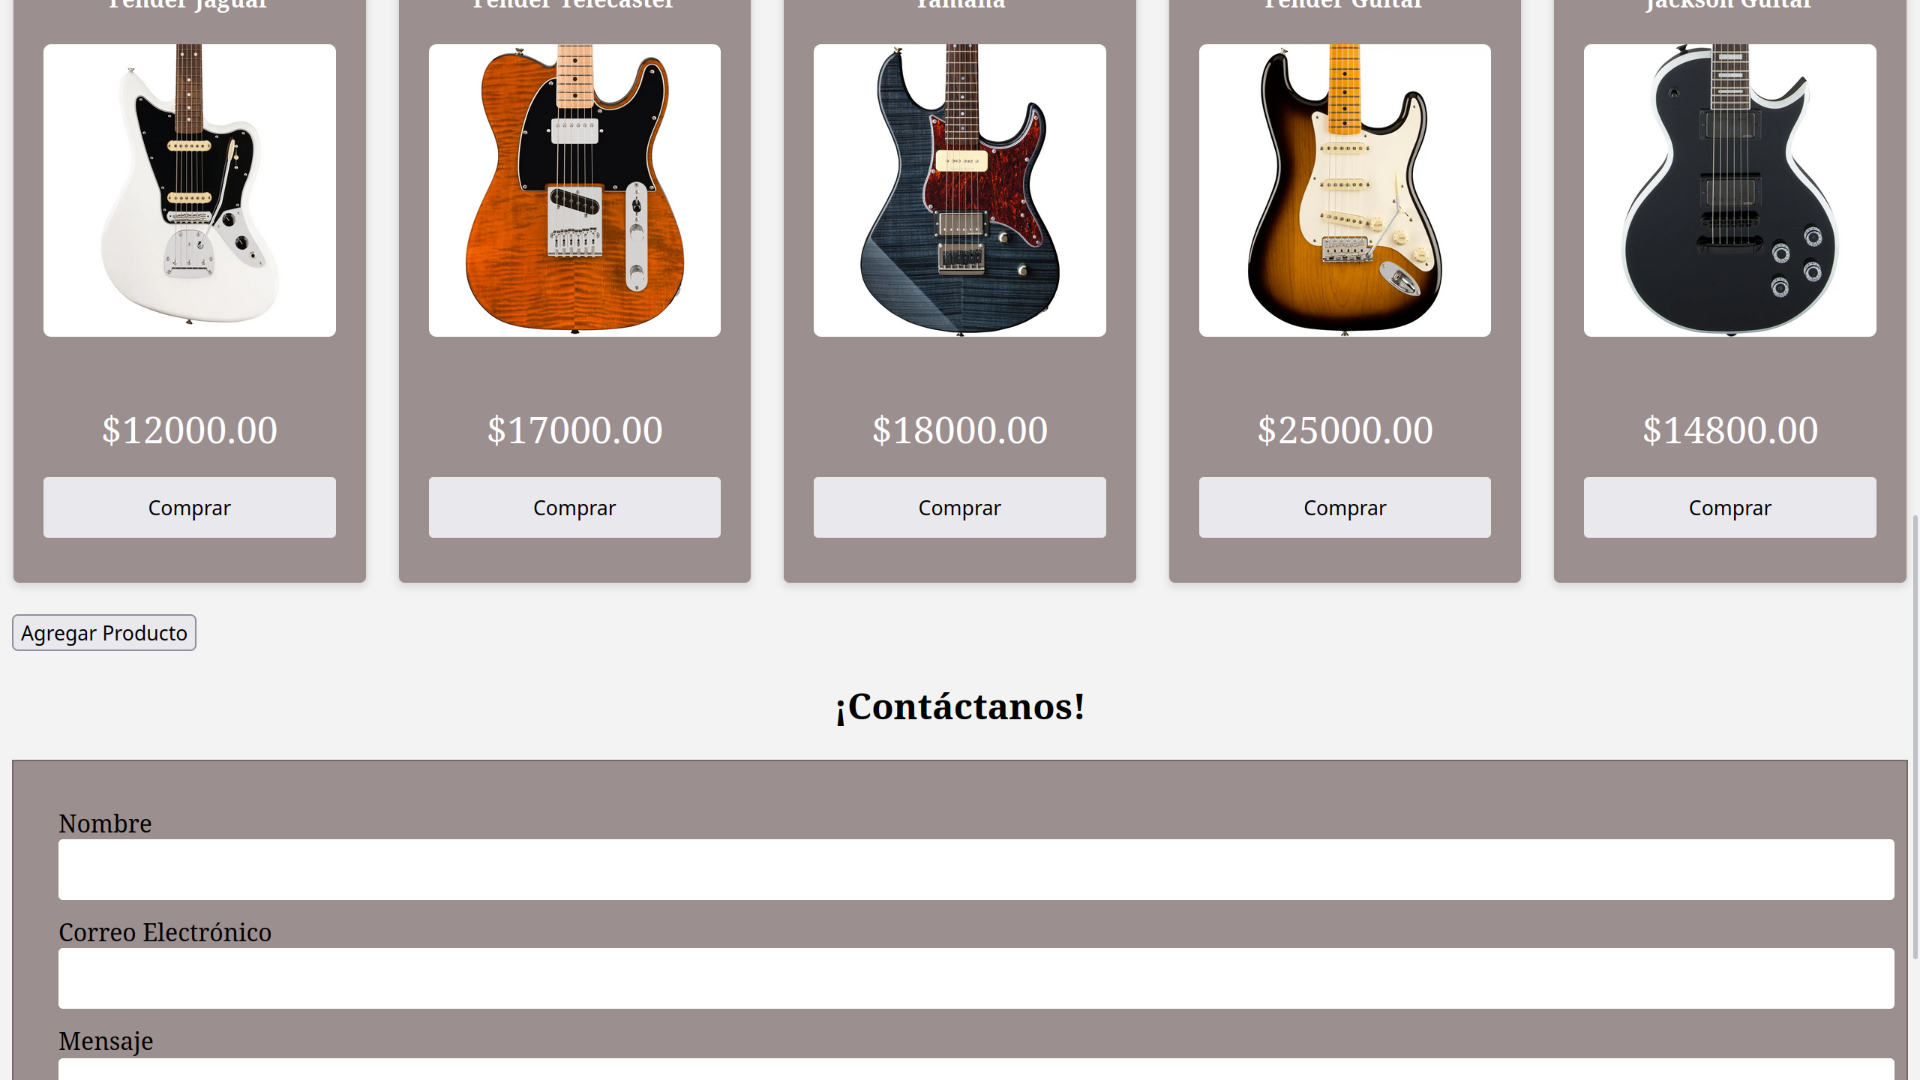 Fender Jaguar
Fender Telecaster
Yamaha
Fender Guitar
Jackson Guitar
$12000.00
$17000.00
$18000.00
$25000.00
$14800.00
Comprar
Comprar
Comprar
Comprar
Comprar
Agregar Producto
¡Contáctanos!
Nombre
Correo Electrónico
Mensaje